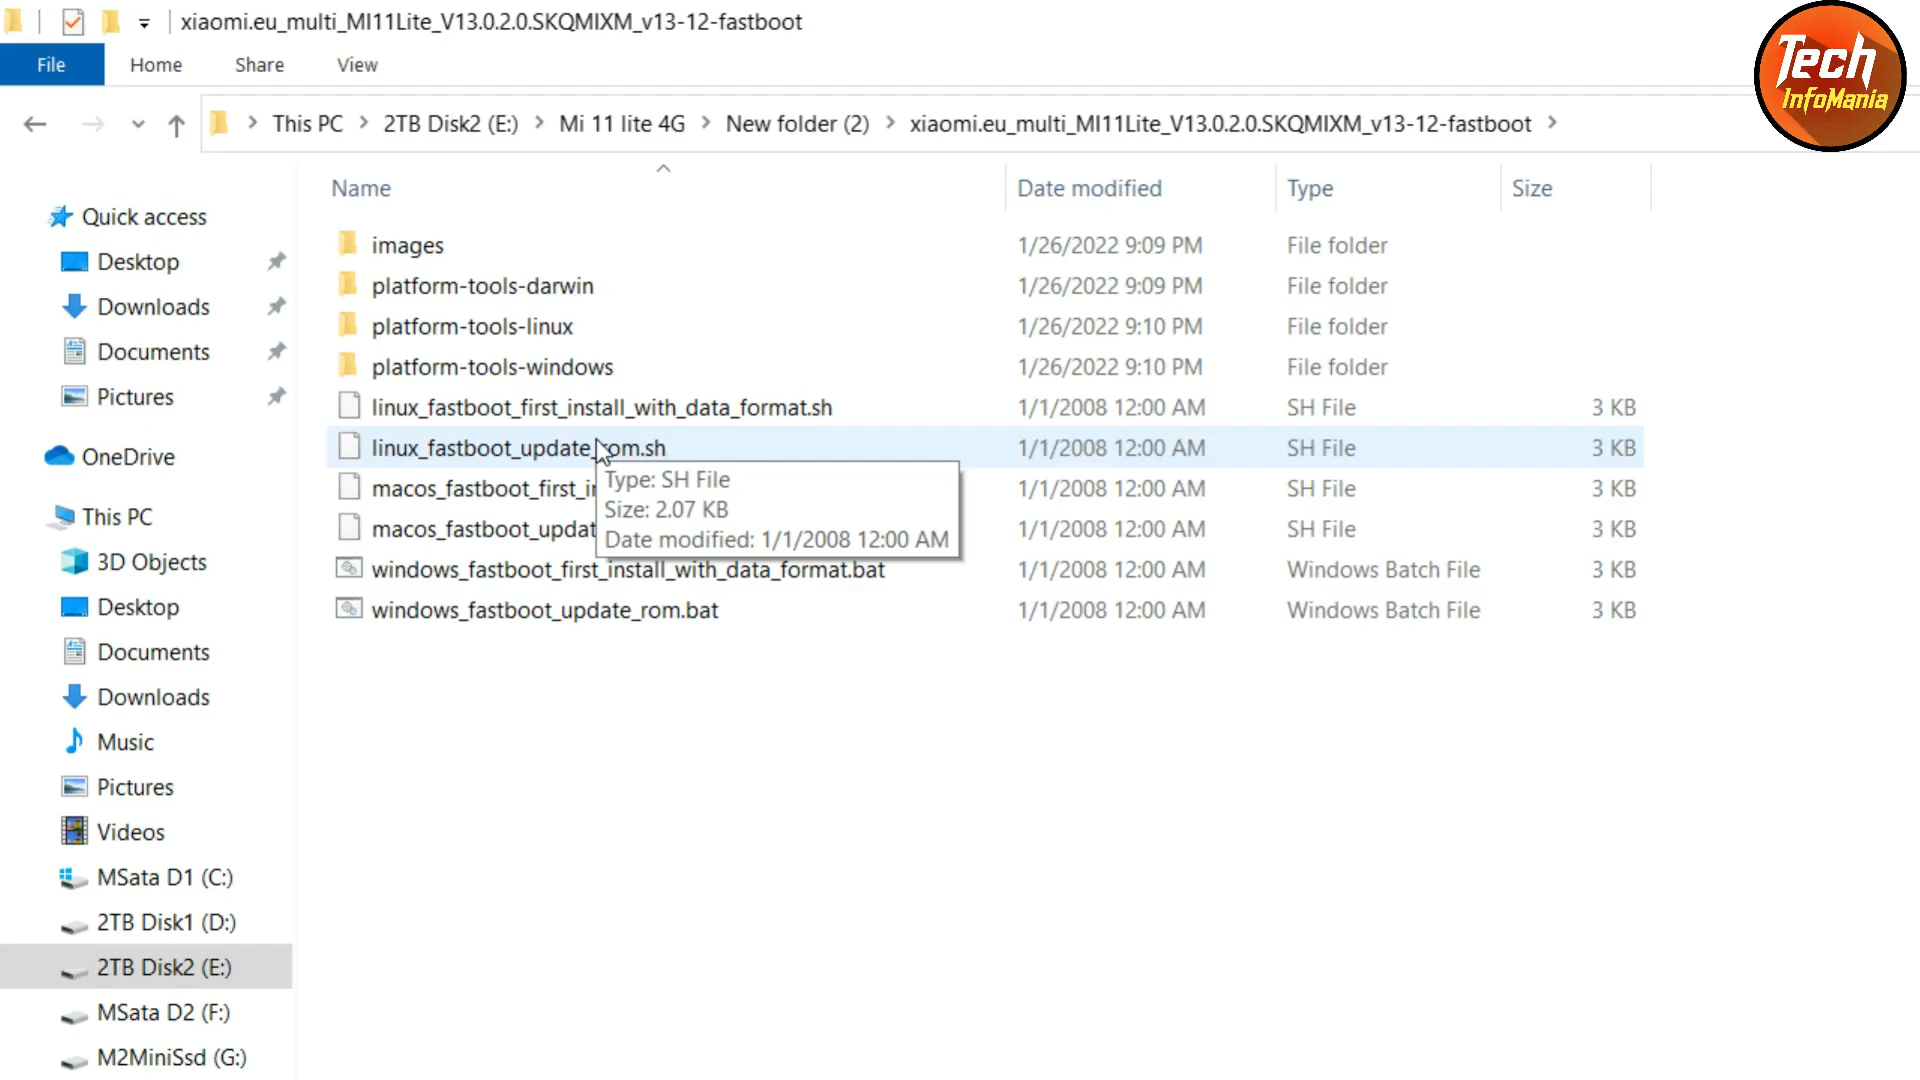 xiaomi.eu_multi_MI11Lite_V13.0.2.0.SKQMIXM_v13-12-fastboot
Tech
InfoMania
File Home Share View
This PC > 2TB Disk2 (E:) > Mi 11 lite 4G > New folder (2) > xiaomi.eu_multi_MI11Lite_V13.0.2.0.SKQMIXM_v13-12-fastboot >
Name Date modified Type Size
Quick access
Desktop
Downloads
Documents
Pictures
OneDrive
This PC
3D Objects
Desktop
Documents
Downloads
Music
Pictures
Videos
MSata D1 (C:)
2TB Disk1 (D:)
2TB Disk2 (E:)
MSata D2 (F:)
M2MiniSsd (G:)
images 1/26/2022 9:09 PM File folder
platform-tools-darwin 1/26/2022 9:09 PM File folder
platform-tools-linux 1/26/2022 9:10 PM File folder
platform-tools-windows 1/26/2022 9:10 PM File folder
linux_fastboot_first_install_with_data_format.sh 1/1/2008 12:00 AM SH File 3 KB
linux_fastboot_update_rom.sh 1/1/2008 12:00 AM SH File 3 KB
macos_fastboot_first_in 1/1/2008 12:00 AM SH File 3 KB
macos_fastboot_updat 1/1/2008 12:00 AM SH File 3 KB
windows_fastboot_first_install_with_data_format.bat 1/1/2008 12:00 AM Windows Batch File 3 KB
windows_fastboot_update_rom.bat 1/1/2008 12:00 AM Windows Batch File 3 KB
Type: SH File
Size: 2.07 KB
Date modified: 1/1/2008 12:00 AM